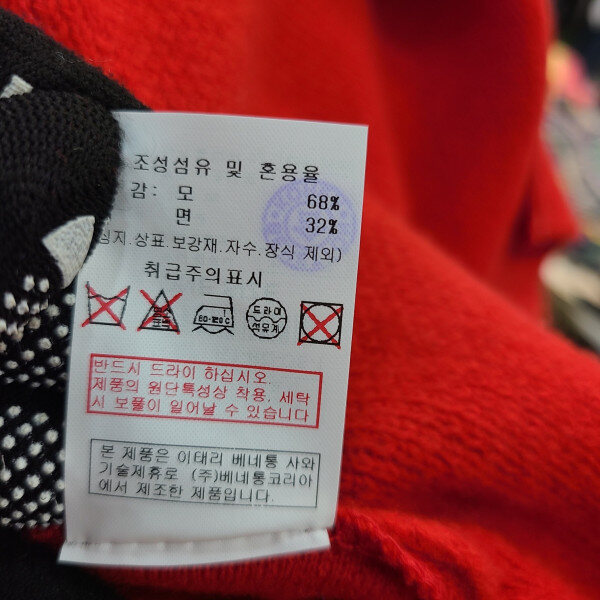 조성섬유 및 혼용율
감: 모 68%
면 32%
심지.상표 보강재.자수.장식 제외)
취급주의표시
드라이
석유계
반드시 드라이 하십시오.
제품의 원단특성상 착용, 세탁
시 보풀이 일어날 수 있습니다
본 제품은 이태리 베네통 사와
기술제휴로 (주)베네통코리아
에서 제조한 제품입니다.